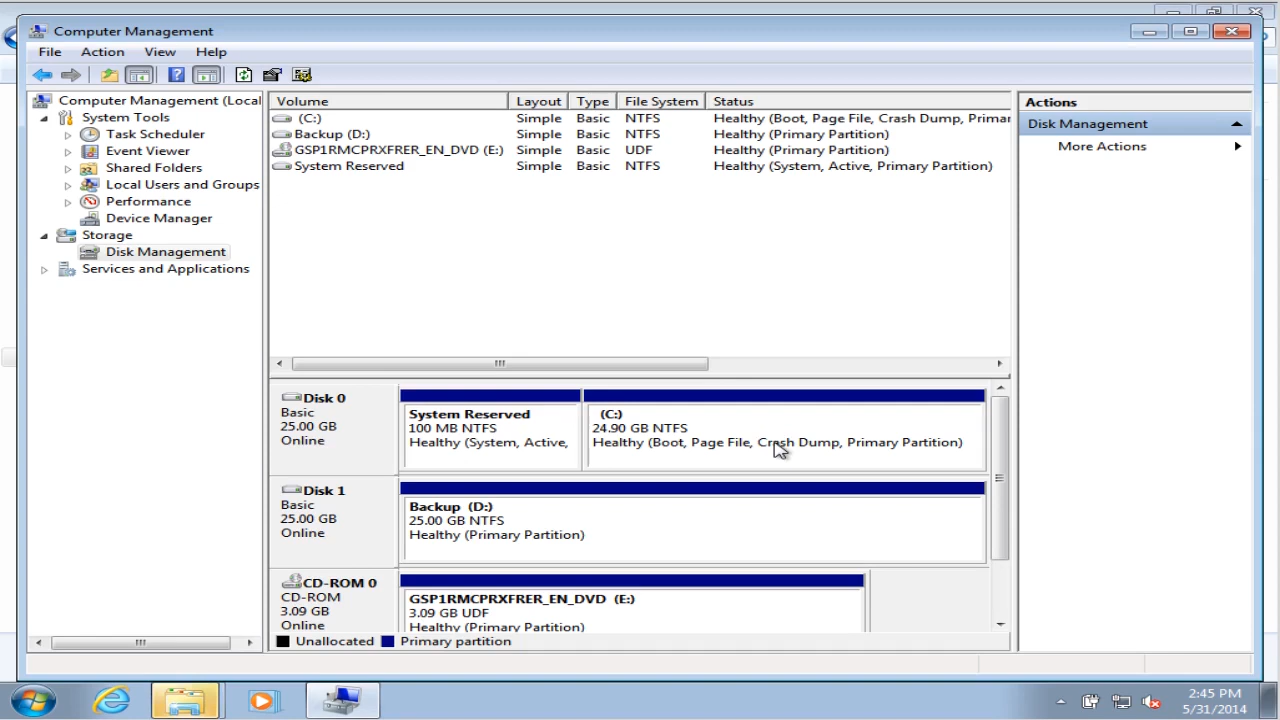 Computer Management
File Action View Help
Computer Management (Local
System Tools
Task Scheduler
Event Viewer
Shared Folders
Local Users and Groups
Performance
Device Manager
Storage
Disk Management
Services and Applications
Volume Layout Type File System Status
(C:) Simple Basic NTFS Healthy (Boot, Page File, Crash Dump, Primar
Backup (D:) Simple Basic NTFS Healthy (Primary Partition)
GSP1RMCPRXFRER_EN_DVD (E:) Simple Basic UDF Healthy (Primary Partition)
System Reserved Simple Basic NTFS Healthy (System, Active, Primary Partition)
Disk 0
Basic
25.00 GB
Online
System Reserved
100 MB NTFS
Healthy (System, Active,
(C:)
24.90 GB NTFS
Healthy (Boot, Page File, Crash Dump, Primary Partition)
Disk 1
Basic
25.00 GB
Online
Backup (D:)
25.00 GB NTFS
Healthy (Primary Partition)
CD-ROM 0
CD-ROM
3.09 GB
Online
GSP1RMCPRXFRER_EN_DVD (E:)
3.09 GB UDF
Healthy (Primary Partition)
Unallocated Primary partition
Actions
Disk Management
More Actions
2:45 PM
5/31/2014